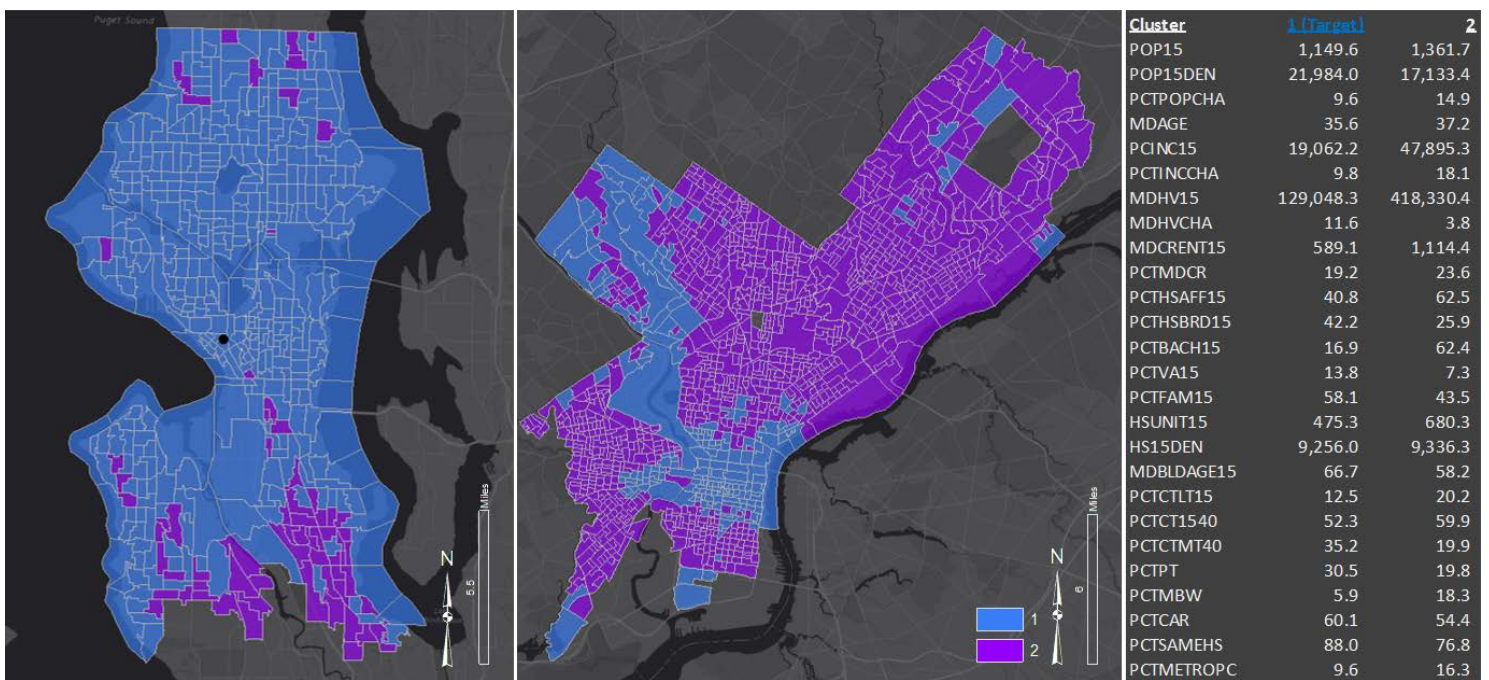 Puget Sound
Miles
N
5.5
Miles
N
6
1
2
Cluster 1 (Target) 2
POP15 1,149.6 1,361.7
POP15DEN 21,984.0 17,133.4
PCTPOPCHA 9.6 14.9
MDAGE 35.6 37.2
PCINC15 19,062.2 47,895.3
PCTINCCHA 9.8 18.1
MDHV15 129,048.3 418,330.4
MDHVCHA 11.6 3.8
MDCRENT15 589.1 1,114.4
PCTMDCR 19.2 23.6
PCTHSAFF15 40.8 62.5
PCTHSBRD15 42.2 25.9
PCTBACH15 16.9 62.4
PCTVA15 13.8 7.3
PCTFAM15 58.1 43.5
HSUNIT15 475.3 680.3
HS15DEN 9,256.0 9,336.3
MDBLDAGE15 66.7 58.2
PCTCTLT15 12.5 20.2
PCTCT1540 52.3 59.9
PCTCTMT40 35.2 19.9
PCTPT 30.5 19.8
PCTMBW 5.9 18.3
PCTCAR 60.1 54.4
PCTSAMEHS 88.0 76.8
PCTMETROPC 9.6 16.3